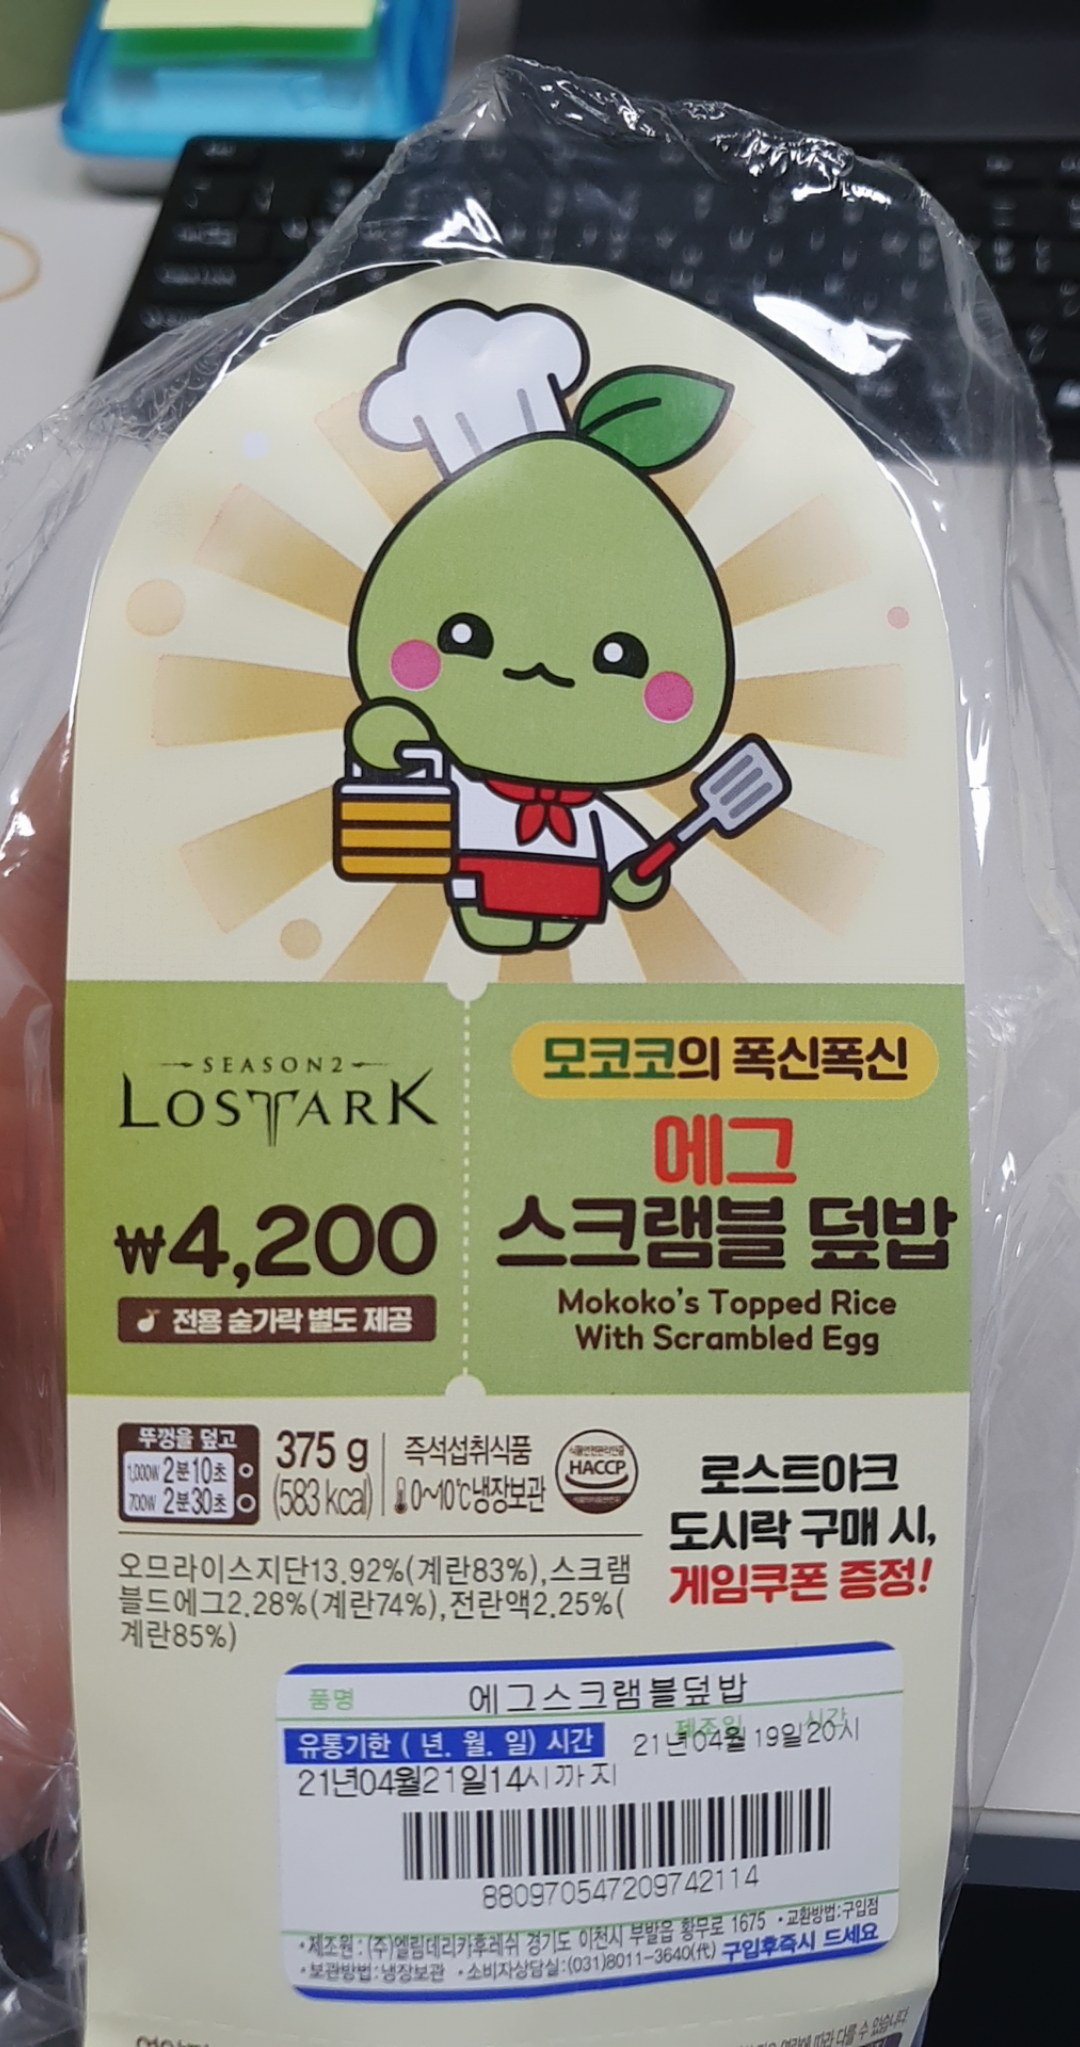 SEASON2
LOSTARK
₩4,200
전용 숟가락 별도 제공
모코코의 폭신폭신
에그
스크램블 덮밥
Mokoko's Topped Rice
With Scrambled Egg
뚜껑을 덮고
1,000W 2분10초
700W 2분30초
375 g
(583 kcal)
즉석섭취식품
0~10℃냉장보관
HACCP
로스트아크
도시락 구매 시,
게임쿠폰 증정!
오므라이스지단13.92%(계란83%),스크램
블드에그2.28%(계란74%),전란액2.25%(
계란85%)
품명 에그스크램블덮밥
제조일 시간
유통기한 ( 년. 월. 일) 시간 21년04월19일20시
21년04월21일14시까지
880970547209742114
•제조원 : (주)엘림데리카후레쉬 경기도 이천시 부발읍 황무로 1675 •교환방법:구입점
•보관방법:냉장보관 •소비자상담실:(031)8011-3640(代) 구입후즉시 드세요
따라 다를 수 있습니다.